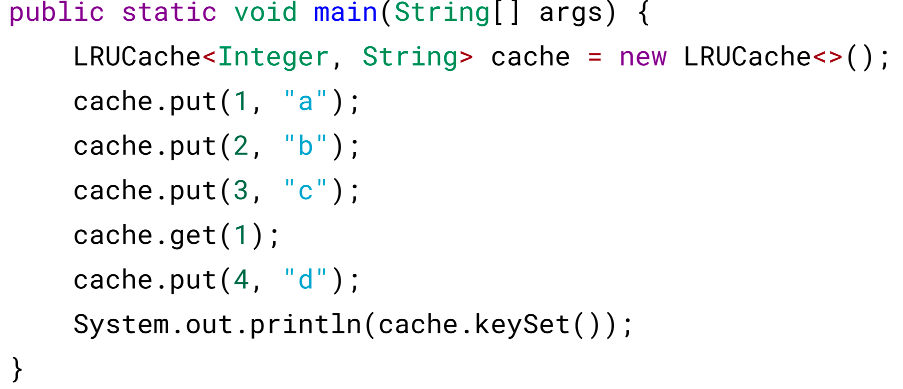 public static void main(String[] args) {
    LRUCache<Integer, String> cache = new LRUCache<>();
    cache.put(1, "a");
    cache.put(2, "b");
    cache.put(3, "c");
    cache.get(1);
    cache.put(4, "d");
    System.out.println(cache.keySet());
}